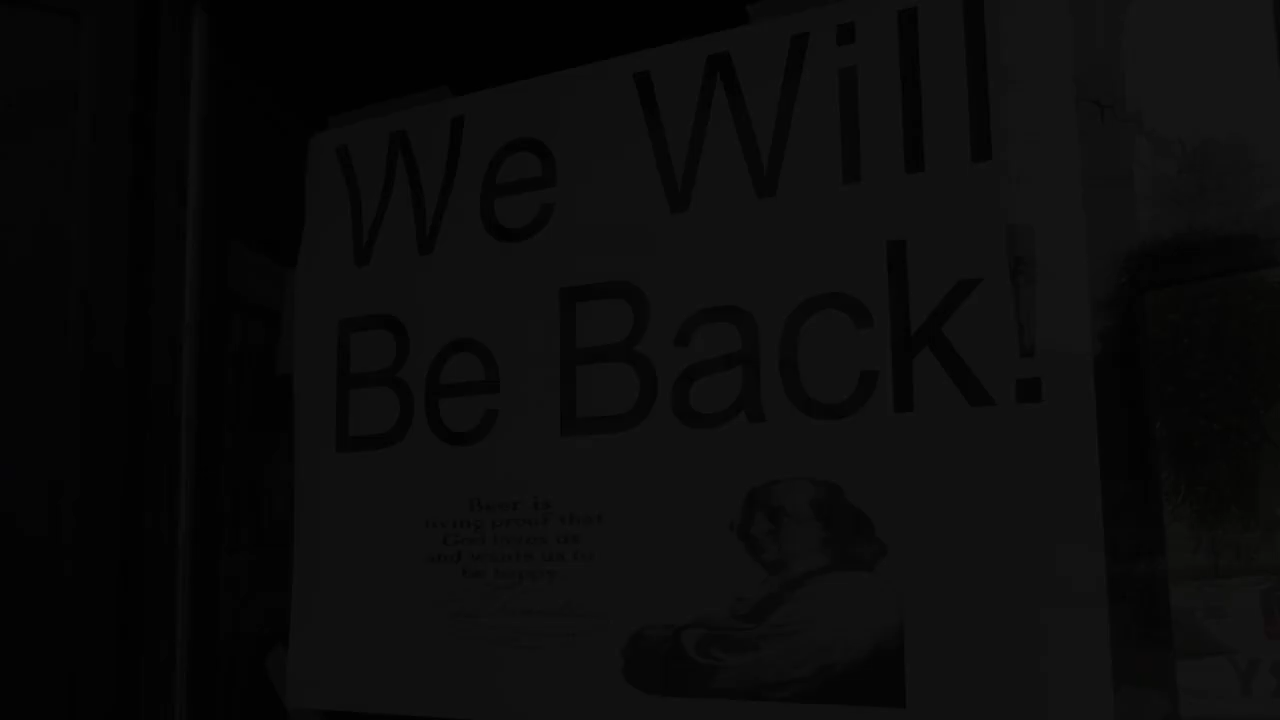 We Will
Be Back!
Beer is
living proof that
God loves us
and wants us to
be happy.